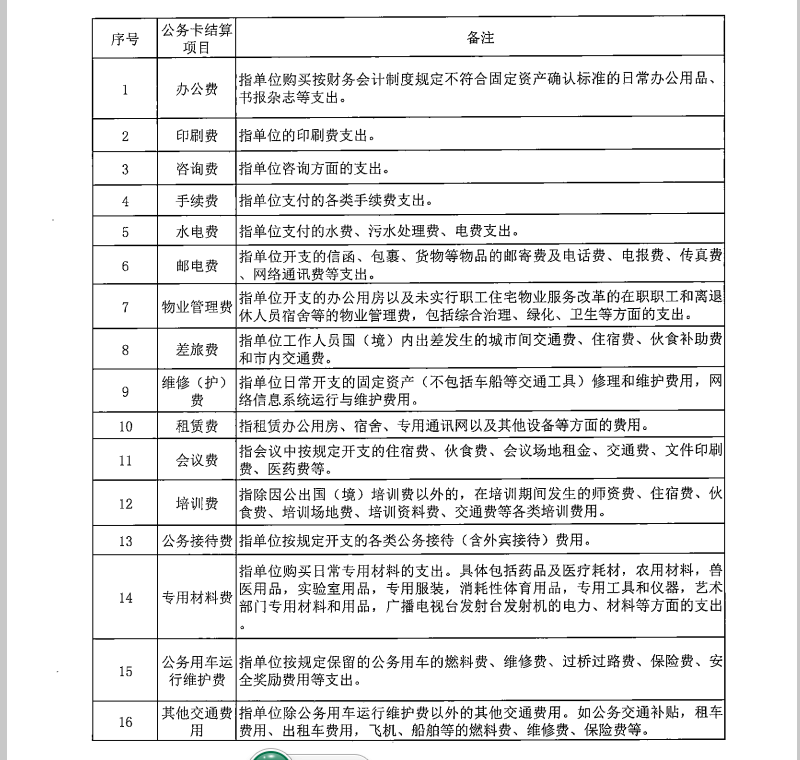 序号 公务卡结算项目 备注
1 办公费 指单位购买按财务会计制度规定不符合固定资产确认标准的日常办公用品、
书报杂志等支出。
2 印刷费 指单位的印刷费支出。
3 咨询费 指单位咨询方面的支出。
4 手续费 指单位支付的各类手续费支出。
5 水电费 指单位支付的水费、污水处理费、电费支出。
6 邮电费 指单位开支的信函、包裹、货物等物品的邮寄费及电话费、电报费、传真费
、网络通讯费等支出。
7 物业管理费 指单位开支的办公用房以及未实行职工住宅物业服务改革的在职职工和离退
休人员宿舍等的物业管理费，包括综合治理、绿化、卫生等方面的支出。
8 差旅费 指单位工作人员国（境）内出差发生的城市间交通费、住宿费、伙食补助费
和市内交通费。
9 维修（护）费 指单位日常开支的固定资产（不包括车船等交通工具）修理和维护费用，网
络信息系统运行与维护费用。
10 租赁费 指租赁办公用房、宿舍、专用通讯网以及其他设备等方面的费用。
11 会议费 指会议中按规定开支的住宿费、伙食费、会议场地租金、交通费、文件印刷
费、医药费等。
12 培训费 指除因公出国（境）培训费以外的，在培训期间发生的师资费、住宿费、伙
食费、培训场地费、培训资料费、交通费等各类培训费用。
13 公务接待费 指单位按规定开支的各类公务接待（含外宾接待）费用。
14 专用材料费 指单位购买日常专用材料的支出。具体包括药品及医疗耗材，农用材料，兽
医用品，实验室用品，专用服装，消耗性体育用品，专用工具和仪器，艺术
部门专用材料和用品，广播电视台发射台发射机的电力、材料等方面的支出
。
15 公务用车运行维护费 指单位按规定保留的公务用车的燃料费、维修费、过桥过路费、保险费、安
全奖励费用等支出。
16 其他交通费用 指单位除公务用车运行维护费以外的其他交通费用。如公务交通补贴，租车
费用、出租车费用，飞机、船舶等的燃料费、维修费、保险费等。